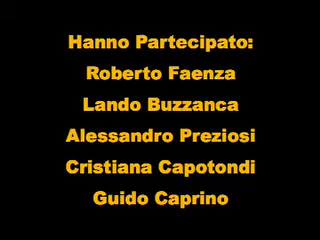 Hanno Partecipato:
Roberto Faenza
Lando Buzzanca
Alessandro Preziosi
Cristiana Capotondi
Guido Caprino